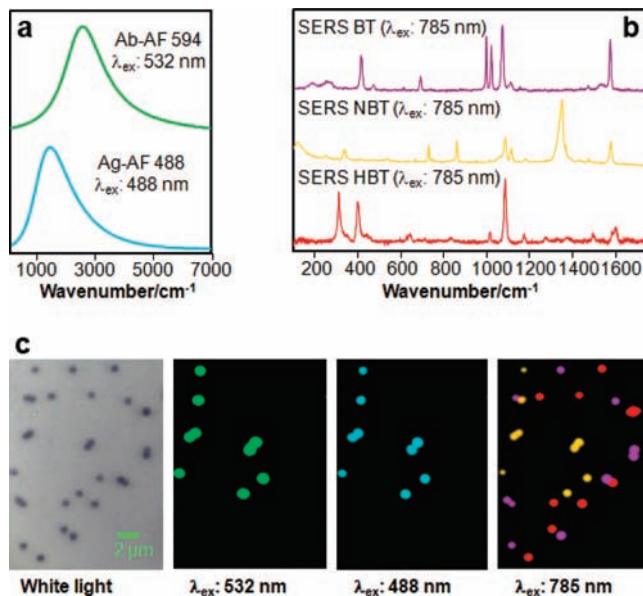 a
Ab-AF 594
λex: 532 nm
Ag-AF 488
λex: 488 nm
1000 3000 5000 7000
Wavenumber/cm-1
b
SERS BT (λex: 785 nm)
SERS NBT (λex: 785 nm)
SERS HBT (λex: 785 nm)
200 400 600 800 1000 1200 1400 1600
Wavenumber/cm-1
c
2 μm
White light
λex: 532 nm
λex: 488 nm
λex: 785 nm